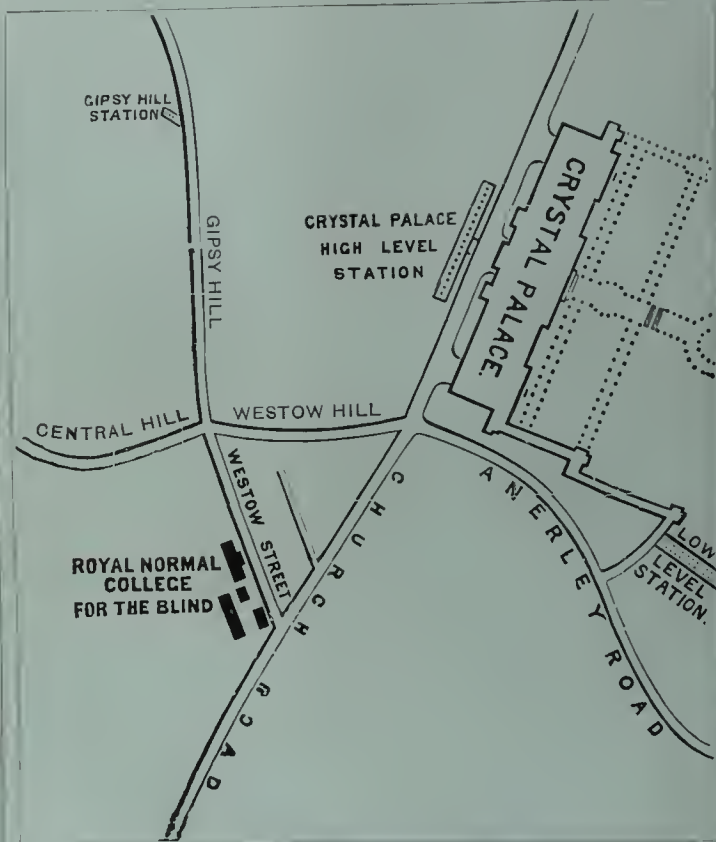 GIPSY HILL
STATION
GIPSY HILL
CRYSTAL PALACE
HIGH LEVEL
STATION
CRYSTAL PALACE.
CENTRAL HILL
WESTOW HILL
WESTOW STREET
ANERLEY ROAD
CHURCH ROAD
LOW
LEVEL
STATION.
ROYAL NORMAL
COLLEGE
FOR THE BLIND